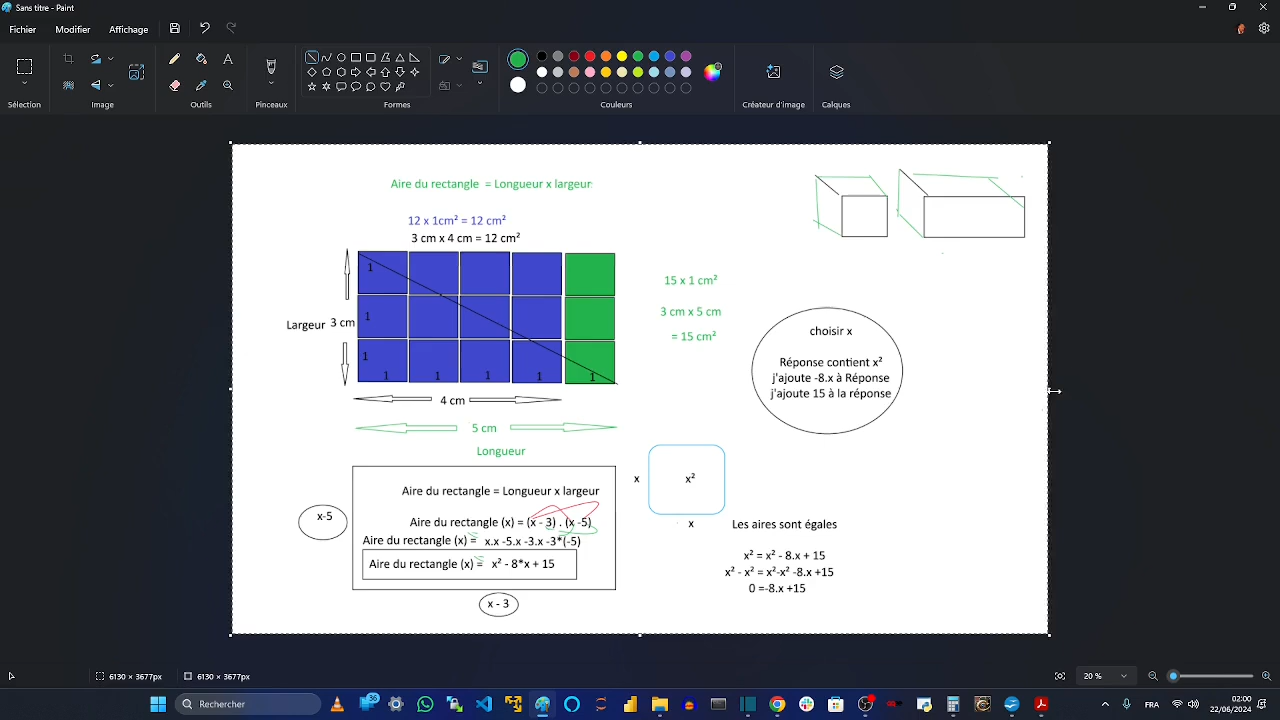 Sans titre - Paint
Fichier Modifier Affichage
Sélection Image Outils Pinceaux Formes Couleurs Créateur d'image Calques
Aire du rectangle = Longueur x largeur
12 x 1cm² = 12 cm²
3 cm x 4 cm = 12 cm²
1
1
1
1 1 1 1 1
Largeur 3 cm
4 cm
5 cm
Longueur
15 x 1 cm²
3 cm x 5 cm
= 15 cm²
choisir x
Réponse contient x²
j'ajoute -8.x à Réponse
j'ajoute 15 à la réponse
x-5
Aire du rectangle = Longueur x largeur
Aire du rectangle (x) = (x - 3) . (x -5)
Aire du rectangle (x) = x.x -5.x -3.x -3*(-5)
Aire du rectangle (x) = x² - 8*x + 15
x - 3
x x²
x
Les aires sont égales
x² = x² - 8.x + 15
x² - x² = x²-x² -8.x +15
0 =-8.x +15
6130 × 3677px 6130 × 3677px 20 %
Rechercher 36 FRA 02:00
22/06/2024